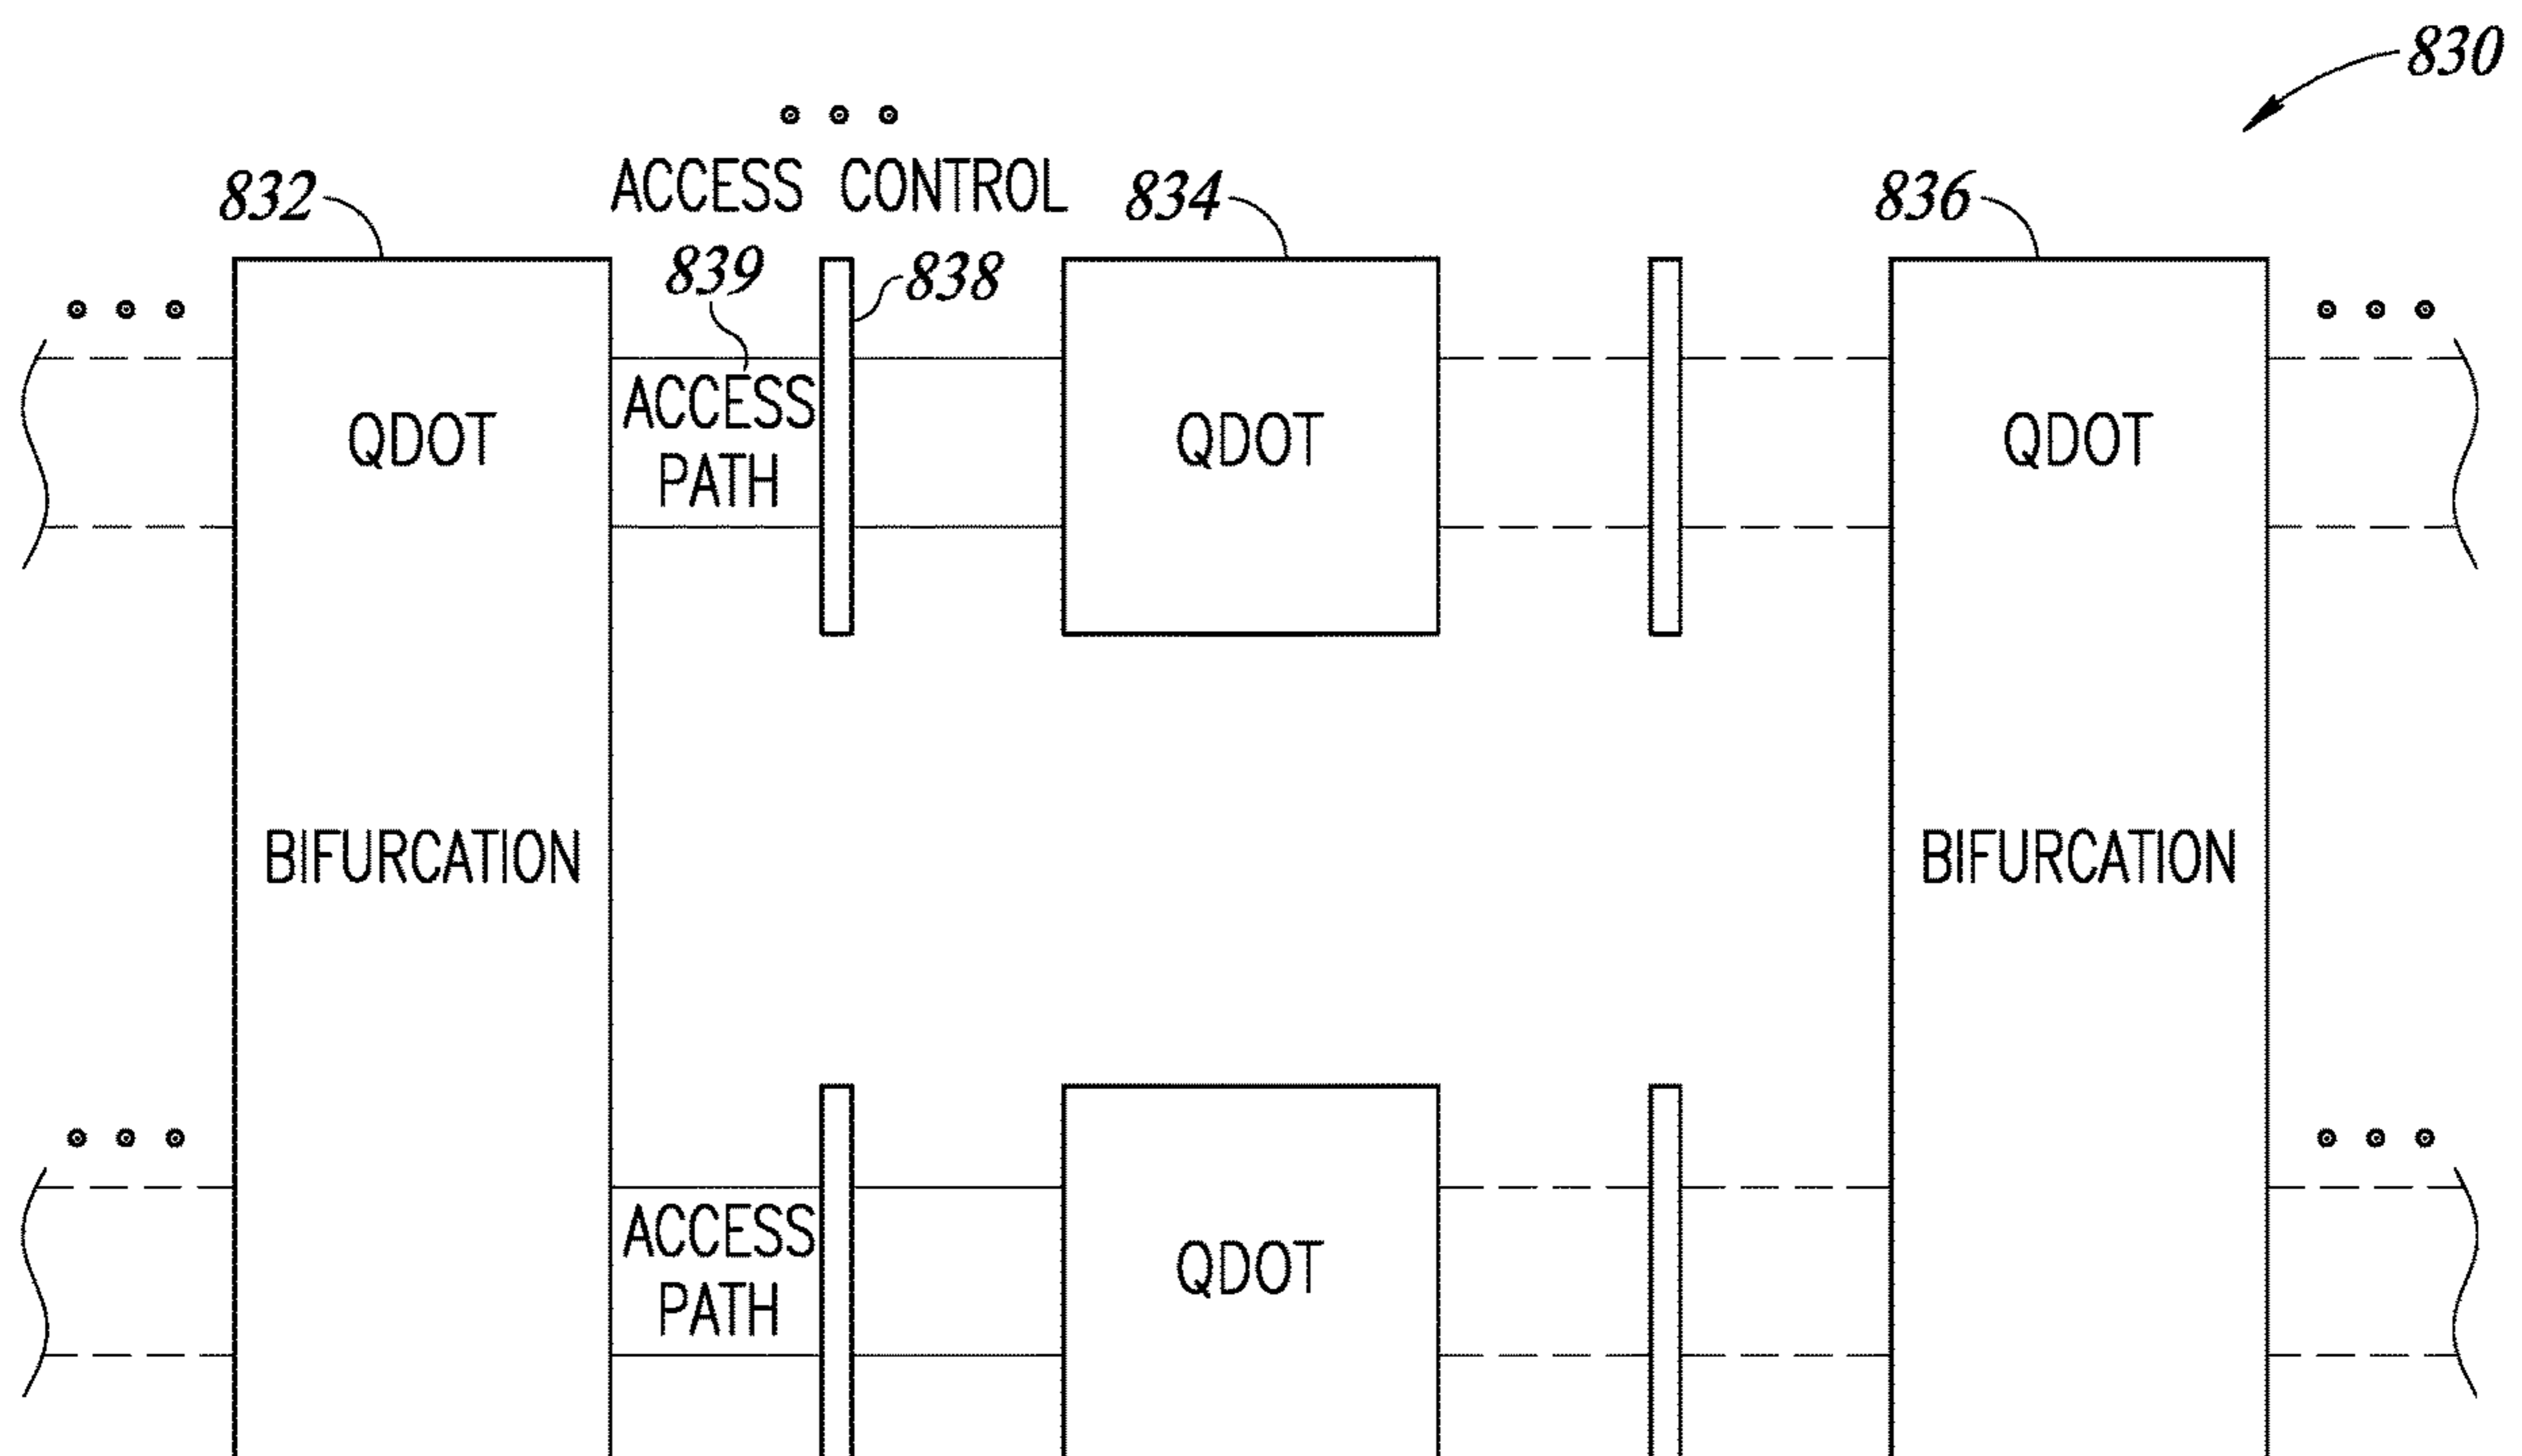 830
ACCESS CONTROL
832
834
836
839
838
QDOT
ACCESS
PATH
QDOT
QDOT
BIFURCATION
BIFURCATION
ACCESS
PATH
QDOT